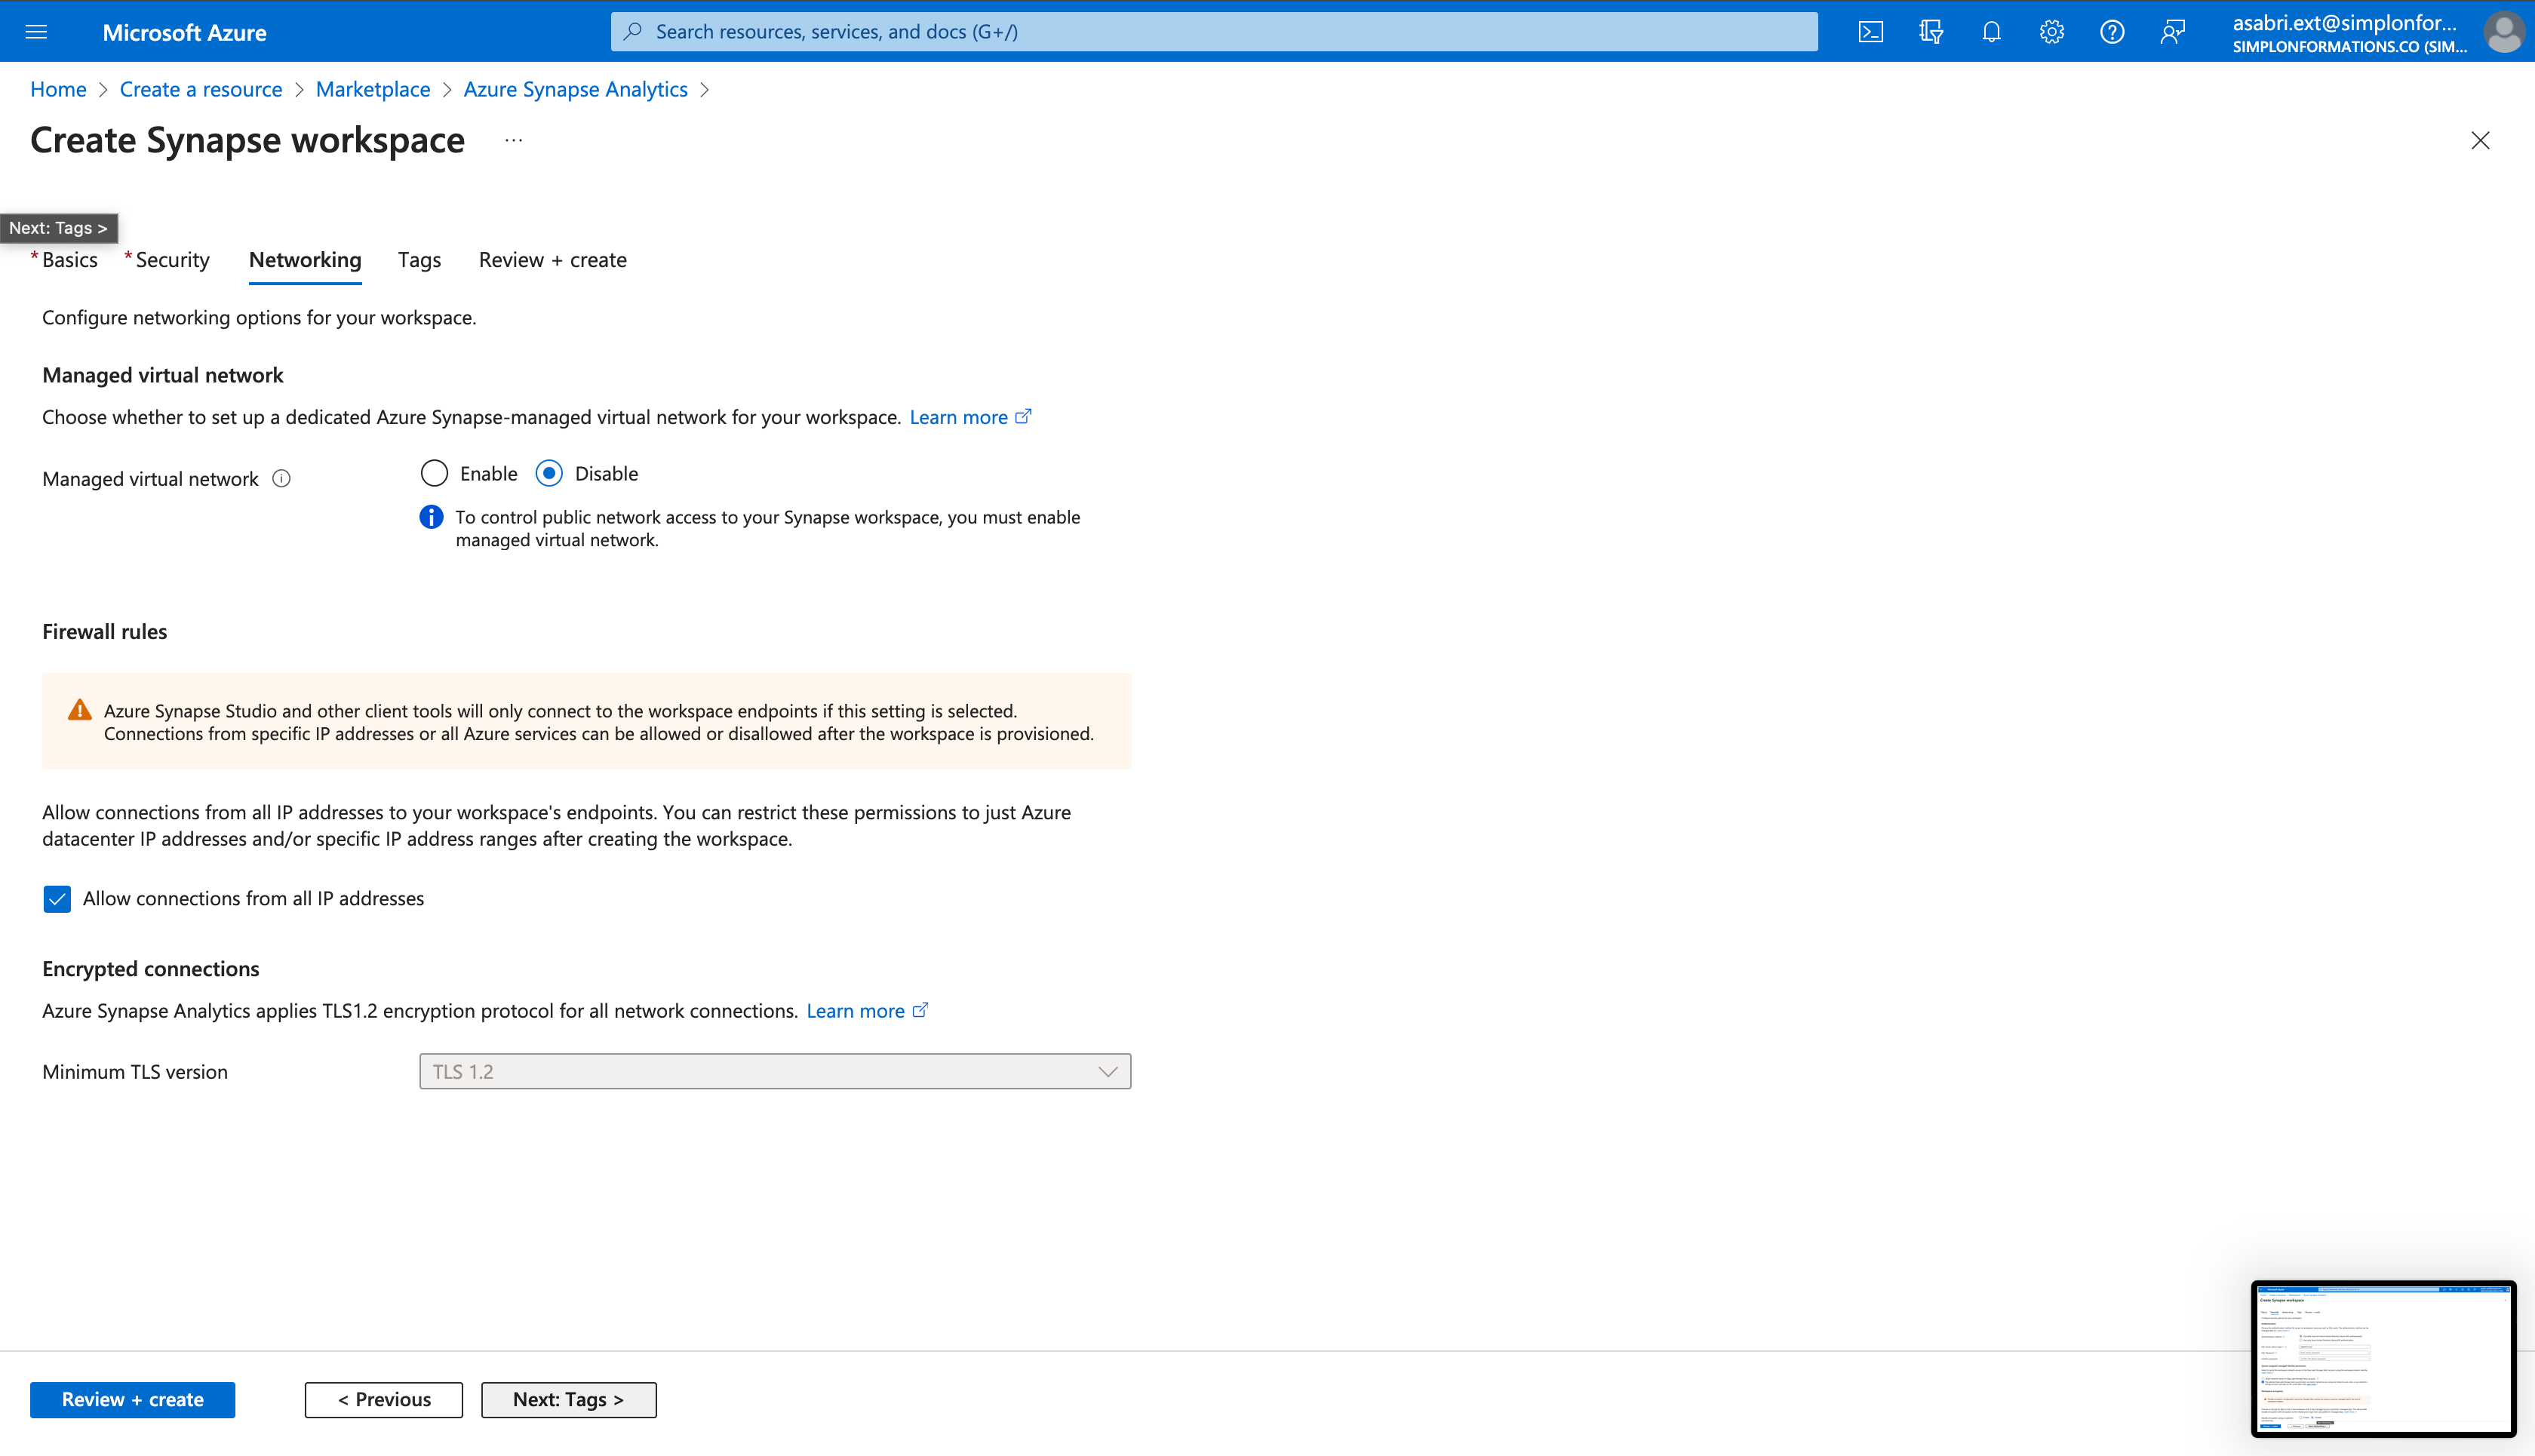 Microsoft Azure
Search resources, services, and docs (G+/)
asabri.ext@simplonfor...
SIMPLONFORMATIONS.CO (SIM...
Home > Create a resource > Marketplace > Azure Synapse Analytics >
Create Synapse workspace ...
Next: Tags >
* Basics * Security Networking Tags Review + create
Configure networking options for your workspace.
Managed virtual network
Choose whether to set up a dedicated Azure Synapse-managed virtual network for your workspace. Learn more
Managed virtual network
Enable Disable
To control public network access to your Synapse workspace, you must enable
managed virtual network.
Firewall rules
Azure Synapse Studio and other client tools will only connect to the workspace endpoints if this setting is selected.
Connections from specific IP addresses or all Azure services can be allowed or disallowed after the workspace is provisioned.
Allow connections from all IP addresses to your workspace's endpoints. You can restrict these permissions to just Azure
datacenter IP addresses and/or specific IP address ranges after creating the workspace.
Allow connections from all IP addresses
Encrypted connections
Azure Synapse Analytics applies TLS1.2 encryption protocol for all network connections. Learn more
Minimum TLS version
TLS 1.2
Review + create
< Previous
Next: Tags >